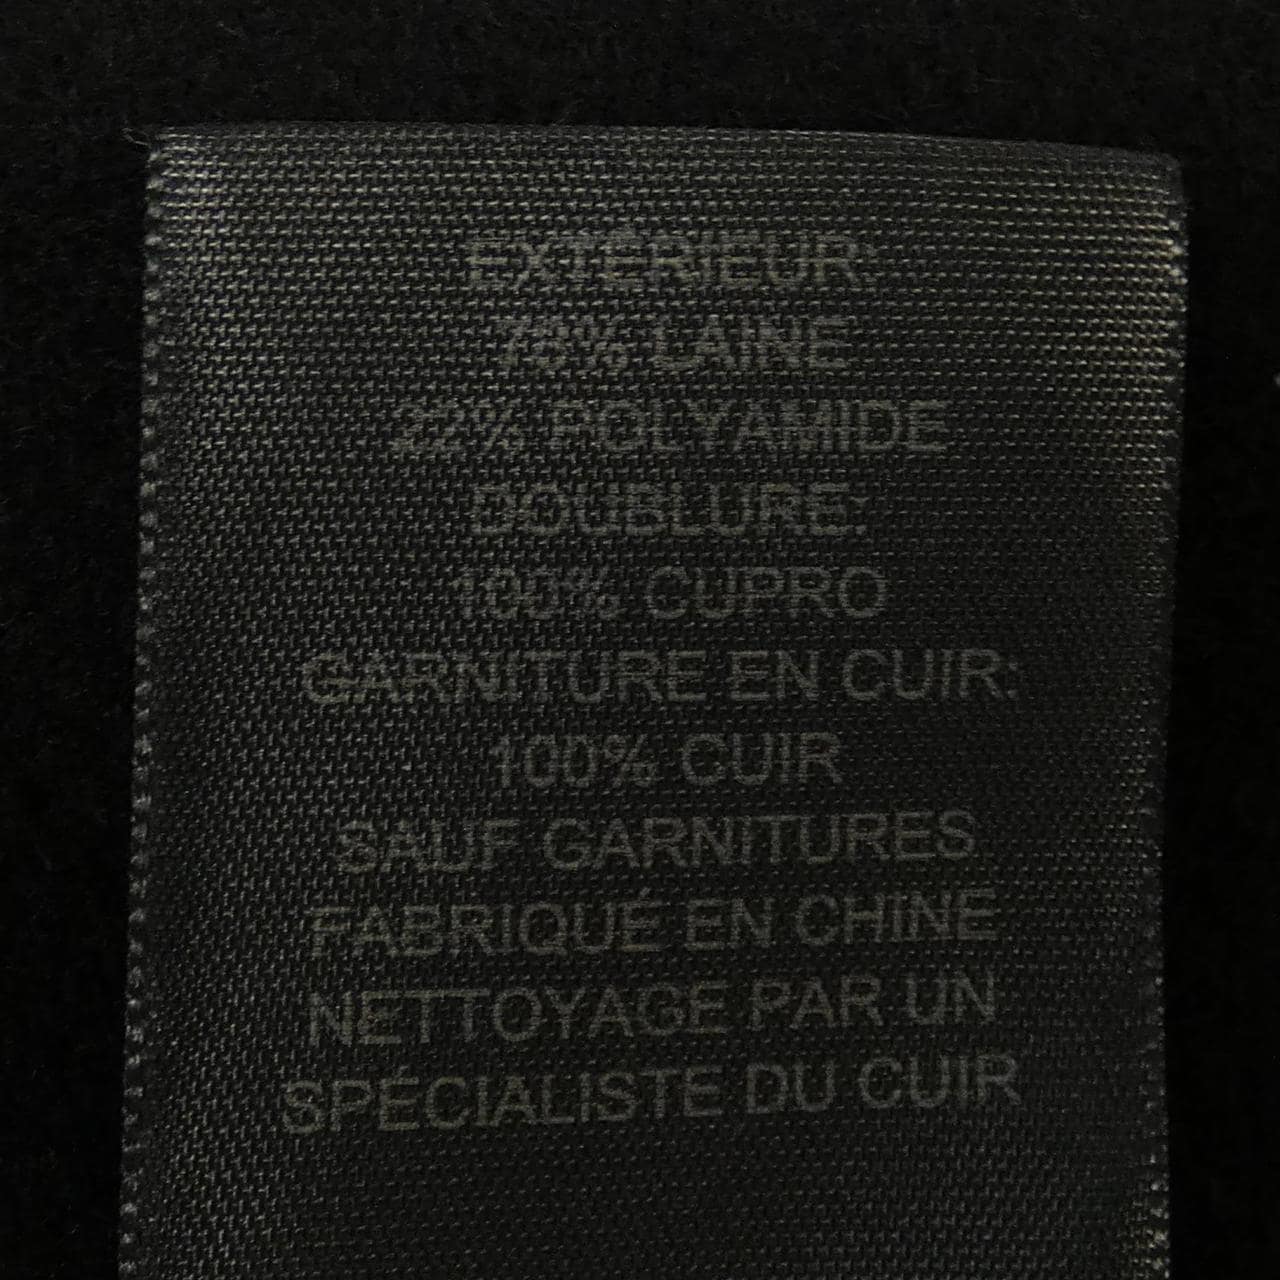 EXTÉRIEUR:
78% LAINE
22% POLYAMIDE
DOUBLURE:
100% CUPRO
GARNITURE EN CUIR:
100% CUIR
SAUF GARNITURES
FABRIQUÉ EN CHINE
NETTOYAGE PAR UN
SPÉCIALISTE DU CUIR